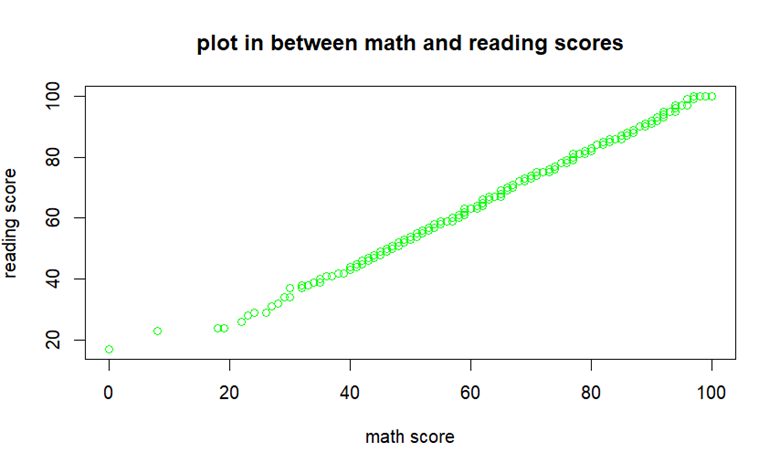 plot in between math and reading scores
reading score
100
80
60
40
20
0 20 40 60 80 100
math score